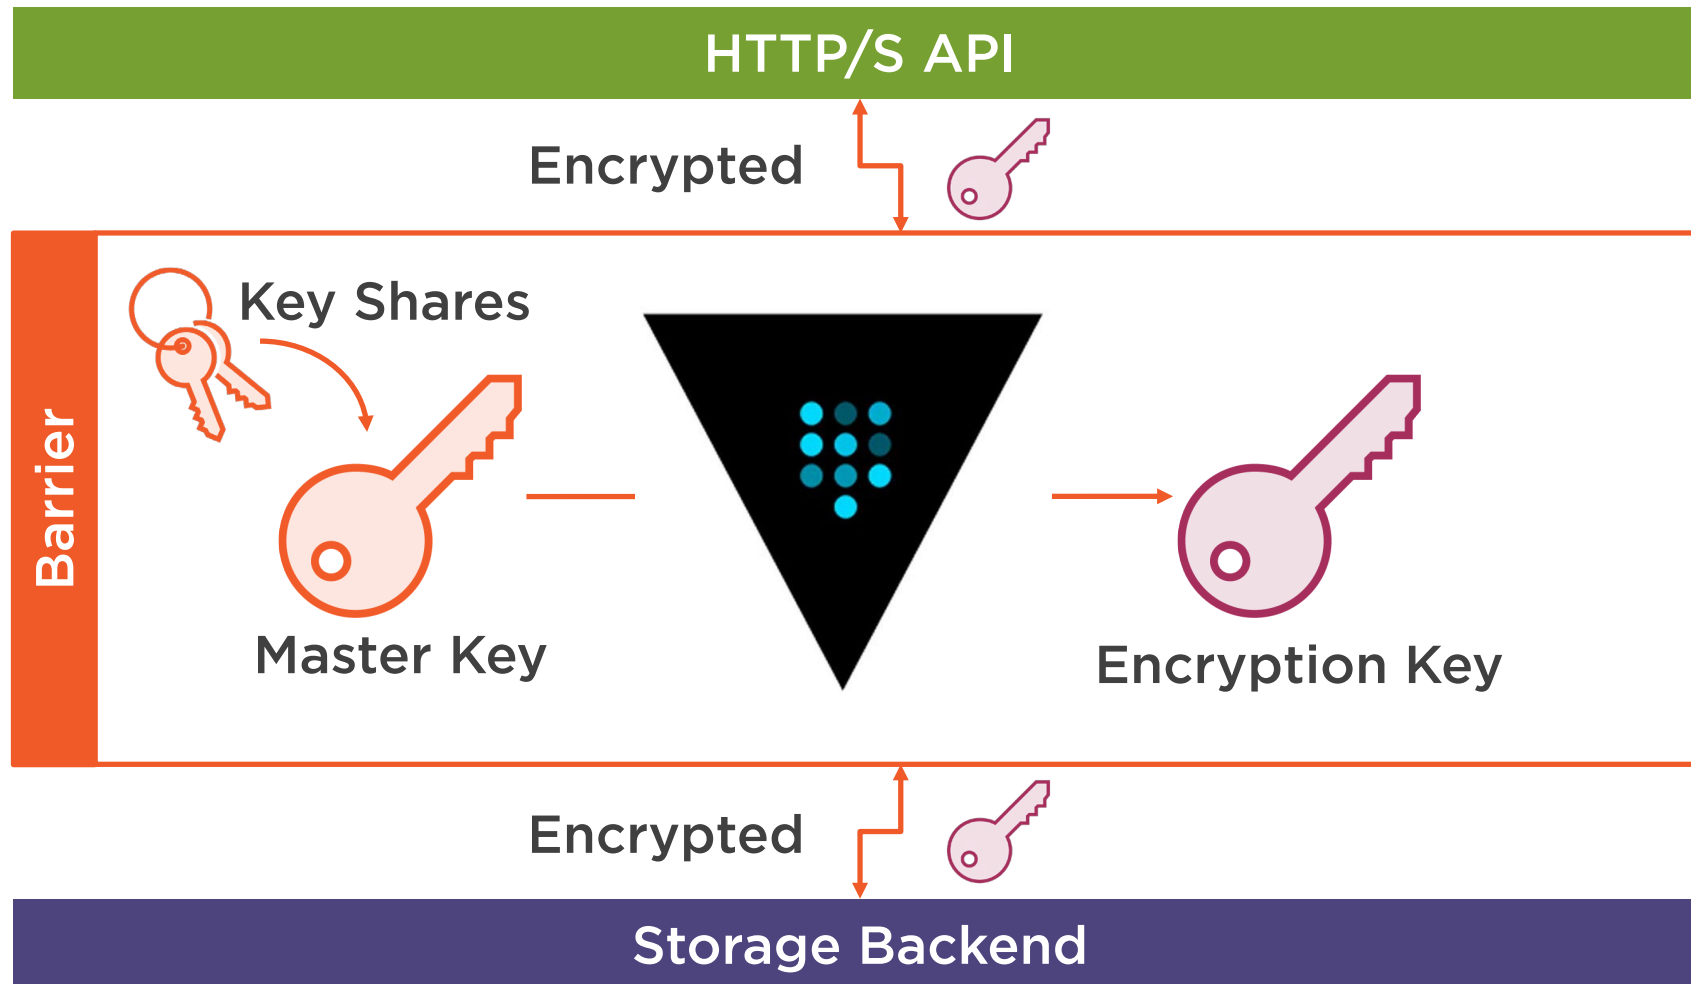 HTTP/S API
Encrypted
Key Shares
Barrier
Master Key
Encryption Key
Encrypted
Storage Backend